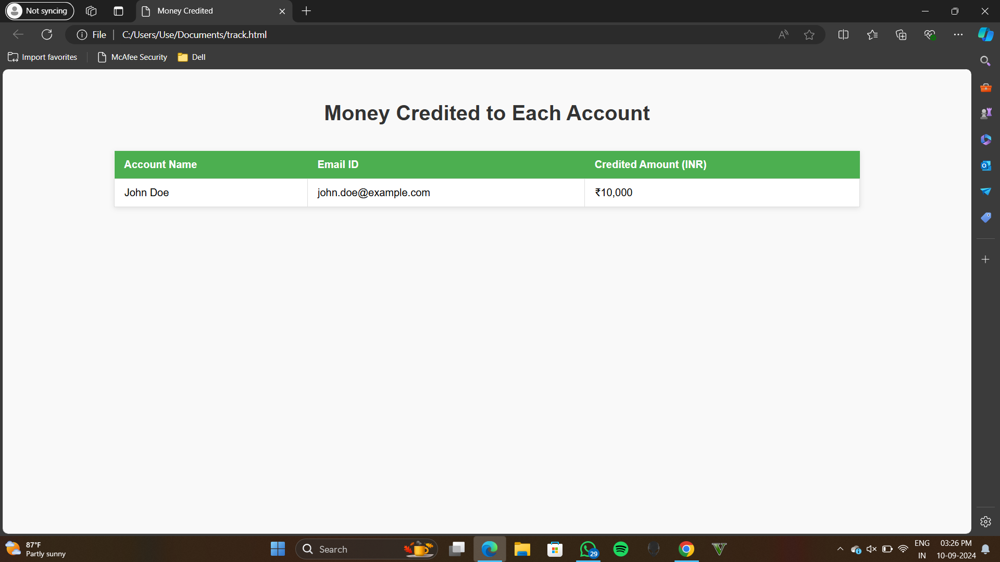 Not syncing
Money Credited
File
C:/Users/Use/Documents/track.html
Import favorites
McAfee Security
Dell
Money Credited to Each Account
Account Name Email ID Credited Amount (INR)
John Doe john.doe@example.com ₹10,000
87°F
Partly sunny
Search
29
ENG
IN
03:26 PM
10-09-2024